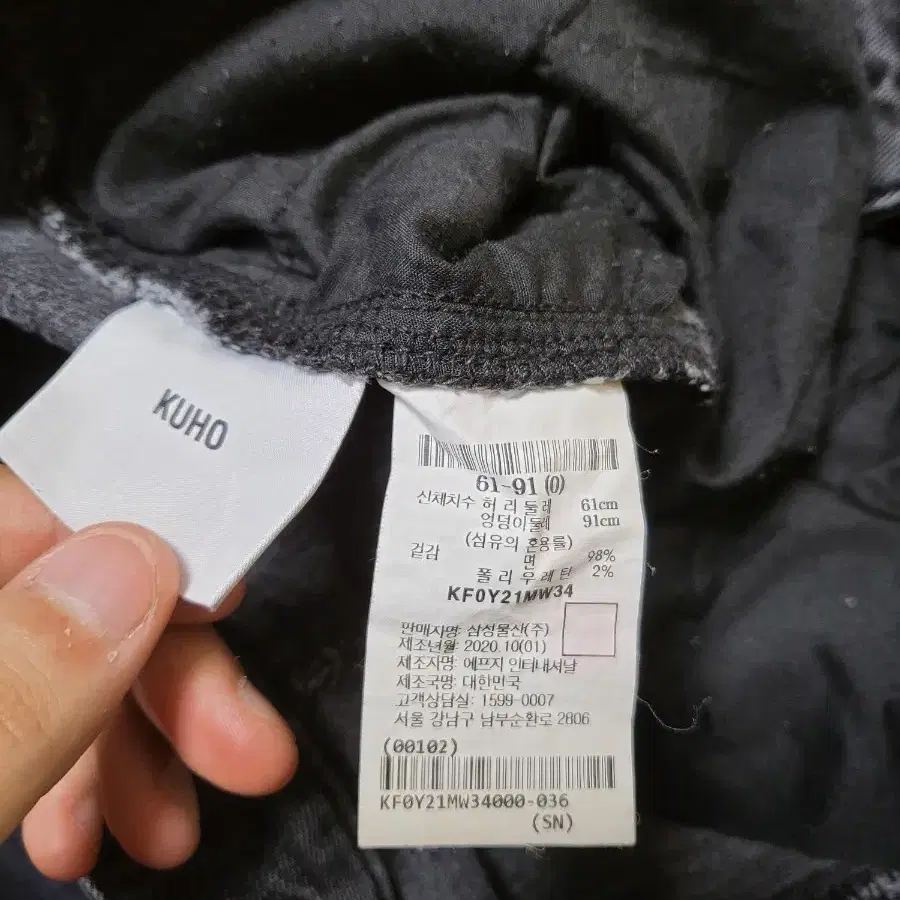 KUHO
61-91 (0)
신체치수 허 리 둘레 61cm
엉덩이둘레 91cm
(섬유의 혼용률)
겉감 면 98%
폴 리 우 레 탄 2%
KF0Y21MW34
판매자명: 삼성물산(주)
제조년월: 2020.10(01)
제조자명: 에프지 인터내셔날
제조국명: 대한민국
고객상담실: 1599-0007
서울 강남구 남부순환로 2806
(00102)
KF0Y21MW34000-036
(SN)